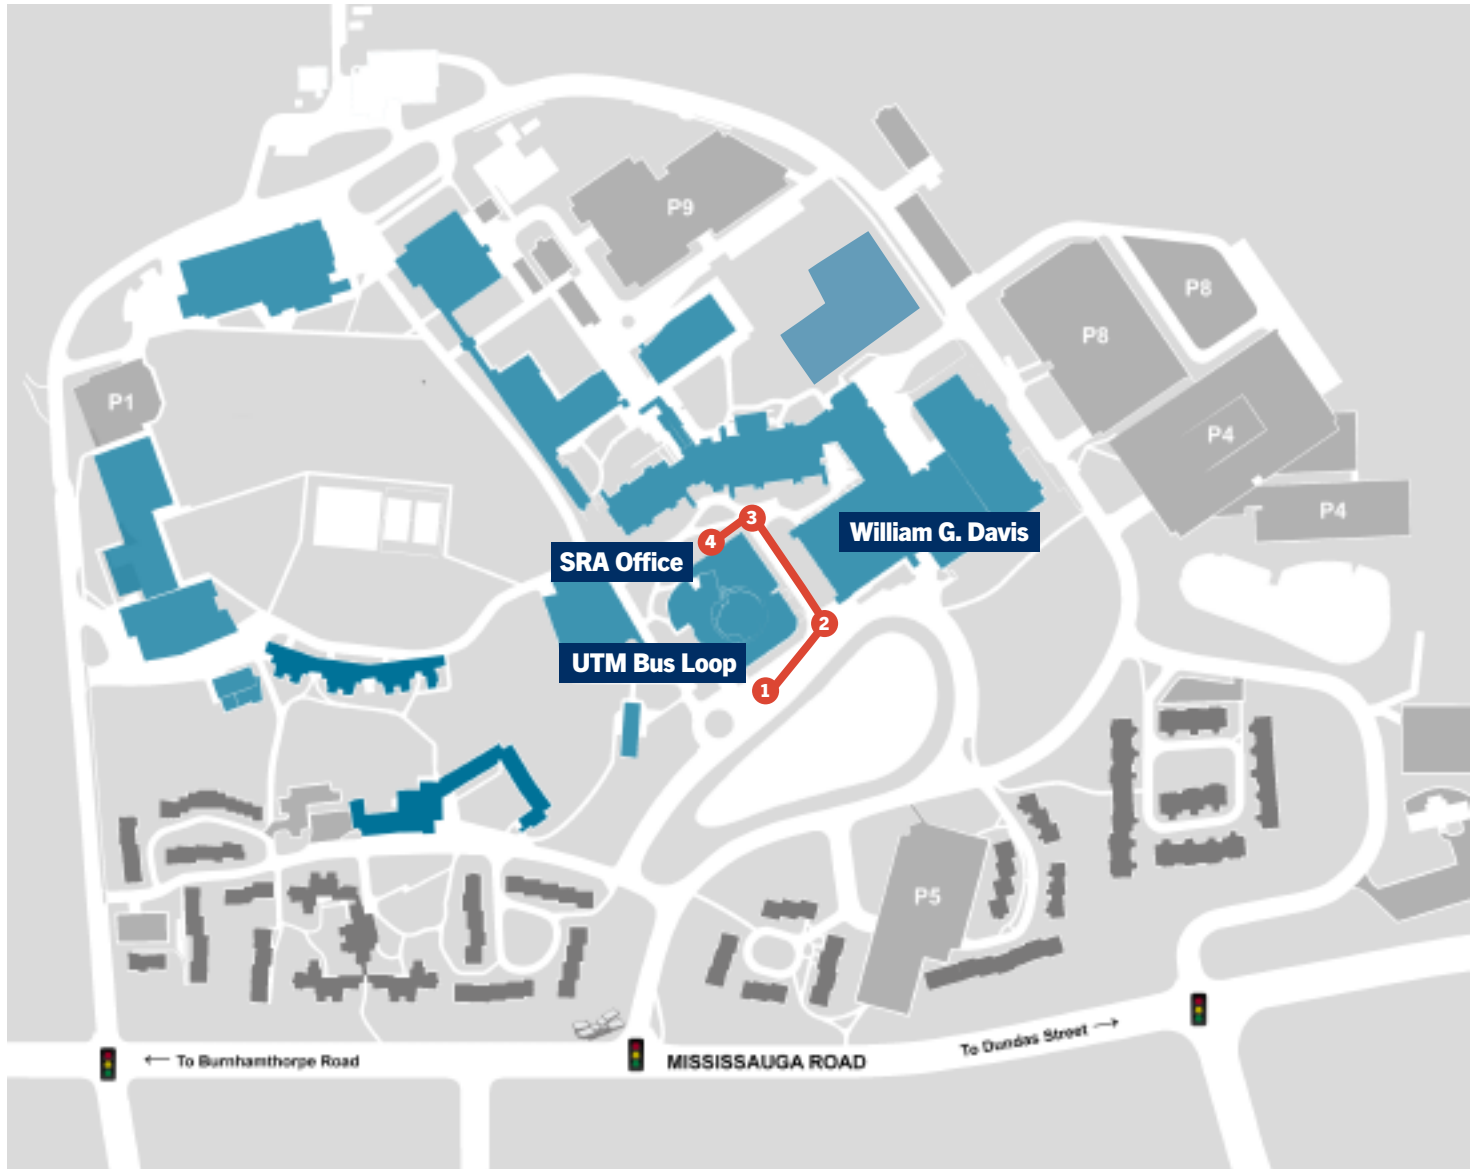 P9
P8
P8
P1
P4
P4
3
William G. Davis
4
SRA Office
2
UTM Bus Loop
1
P5
To Dundas Street →
← To Burnhamthorpe Road
MISSISSAUGA ROAD